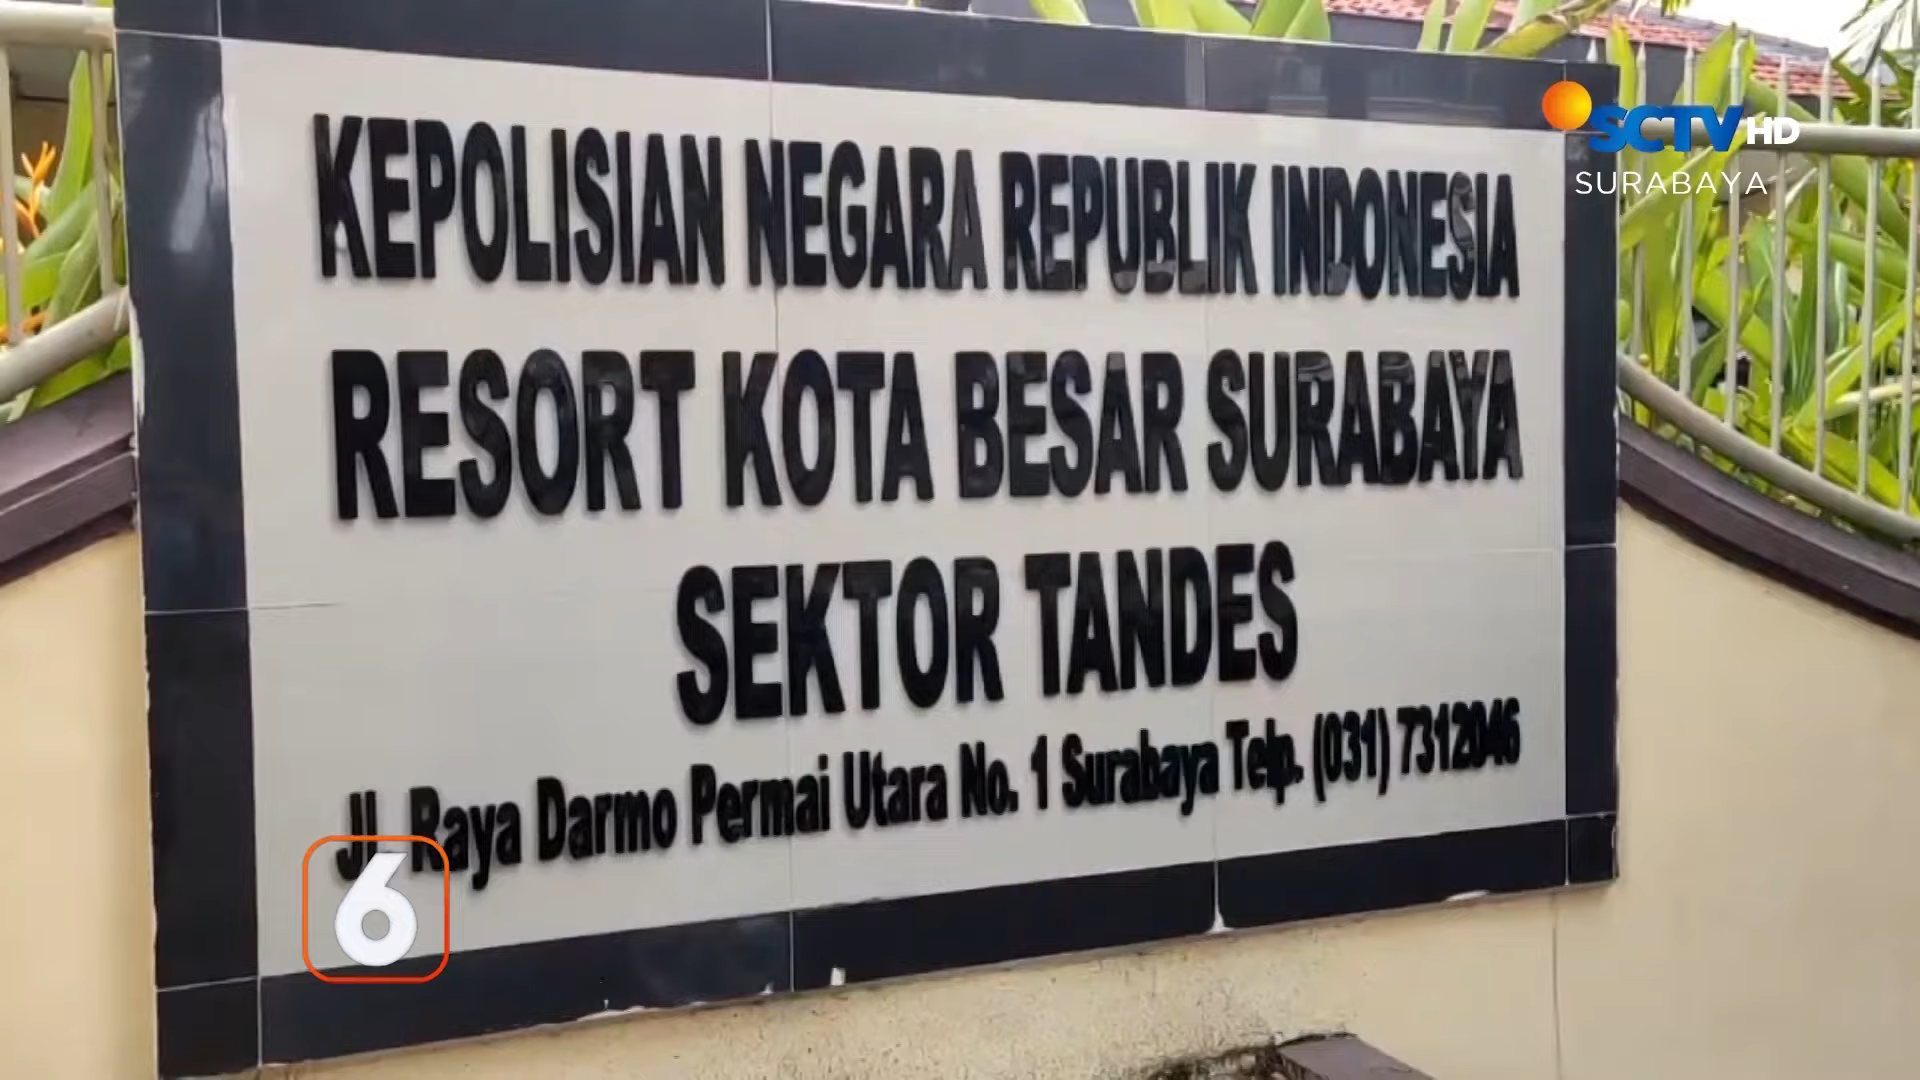 KEPOLISIAN NEGARA REPUBLIK INDONESIA
RESORT KOTA BESAR SURABAYA
SEKTOR TANDES
Jl. Raya Darmo Permai Utara No. 1 Surabaya Telp. (031) 7312046
SCTV HD
SURABAYA
6